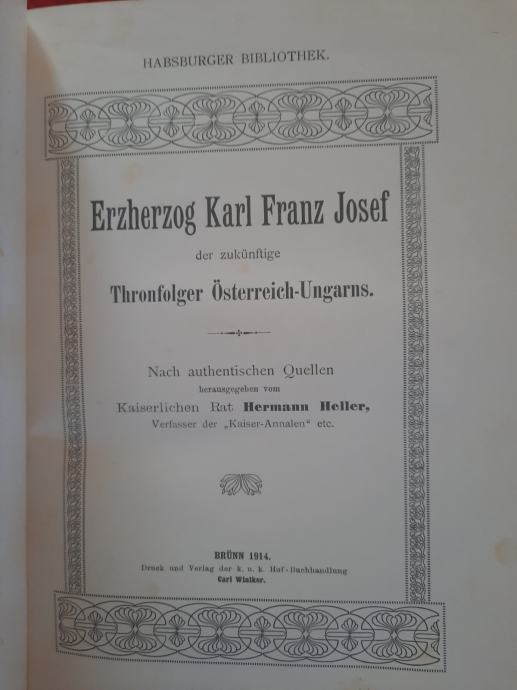 HABSBURGER BIBLIOTHEK.
Erzherzog Karl Franz Josef
der zukünftige
Thronfolger Österreich-Ungarns.
Nach authentischen Quellen
herausgegeben vom
Kaiserlichen Rat Hermann Heller,
Verfasser der „Kaiser-Annalen“ etc.
BRÜNN 1914.
Druck und Verlag der k. u. k. Hof-Buchhandlung
Carl Winiker.